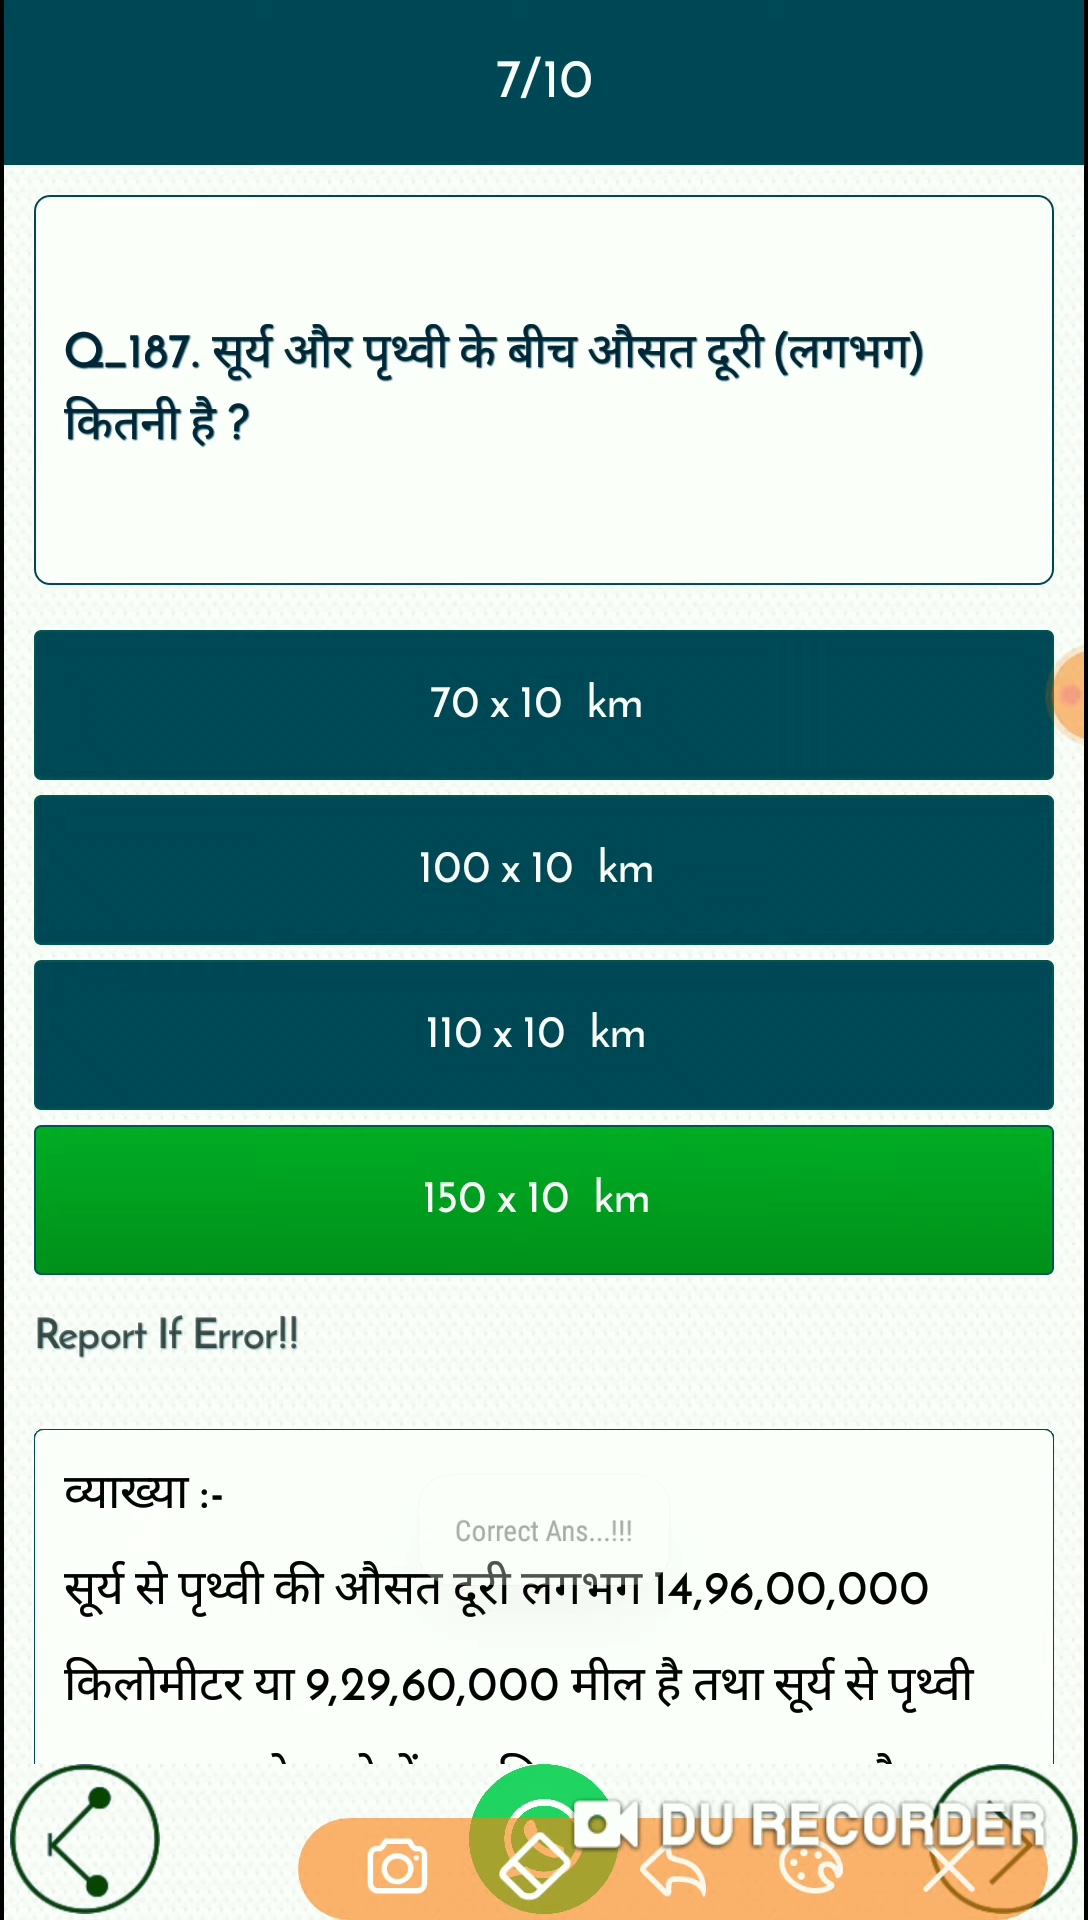 7/10
Q_187. सूर्य और पृथ्वी के बीच औसत दूरी (लगभग)
कितनी है ?
70 x 10 km
100 x 10 km
110 x 10 km
150 x 10 km
Report If Error!!
व्याख्या :-
Correct Ans...!!!
सूर्य से पृथ्वी की औसत दूरी लगभग 14,96,00,000
किलोमीटर या 9,29,60,000 मील है तथा सूर्य से पृथ्वी
DU RECORDER